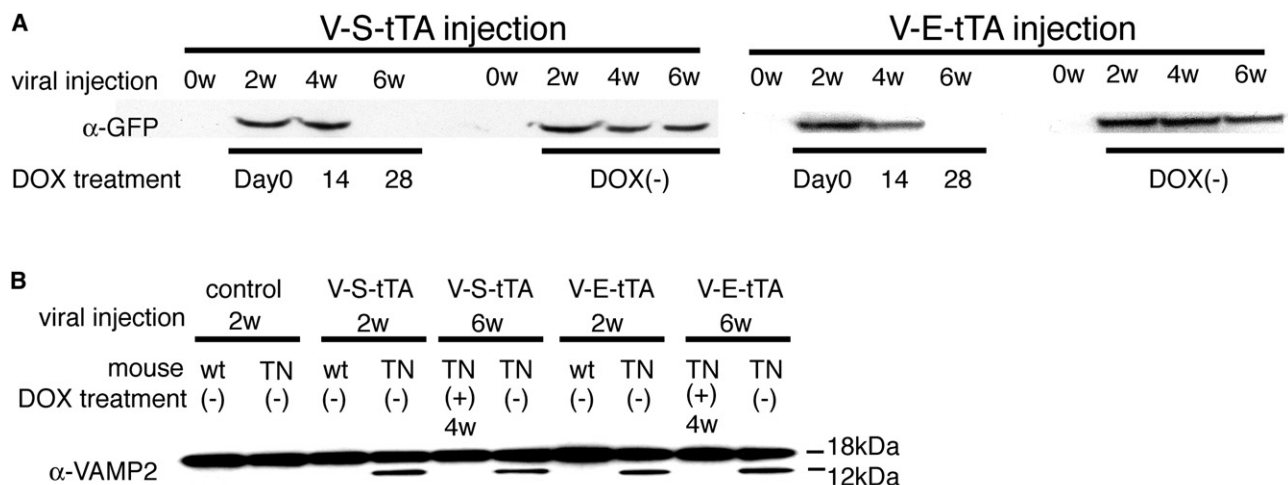 A
V-S-tTA injection V-E-tTA injection
viral injection 0w 2w 4w 6w 0w 2w 4w 6w 0w 2w 4w 6w 0w 2w 4w 6w
α-GFP
DOX treatment Day0 14 28 DOX(-) Day0 14 28 DOX(-)
B
control V-S-tTA V-S-tTA V-E-tTA V-E-tTA
viral injection 2w 2w 6w 2w 6w
mouse wt TN wt TN TN TN wt TN TN TN
DOX treatment (-) (-) (-) (-) (+) (-) (-) (-) (+) (-)
4w 4w
18kDa
α-VAMP2 12kDa